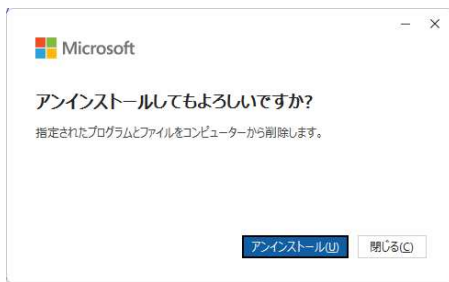 Microsoft
アンインストールしてもよろしいですか?
指定されたプログラムとファイルをコンピューターから削除します。
アンインストール(U) 閉じる(C)